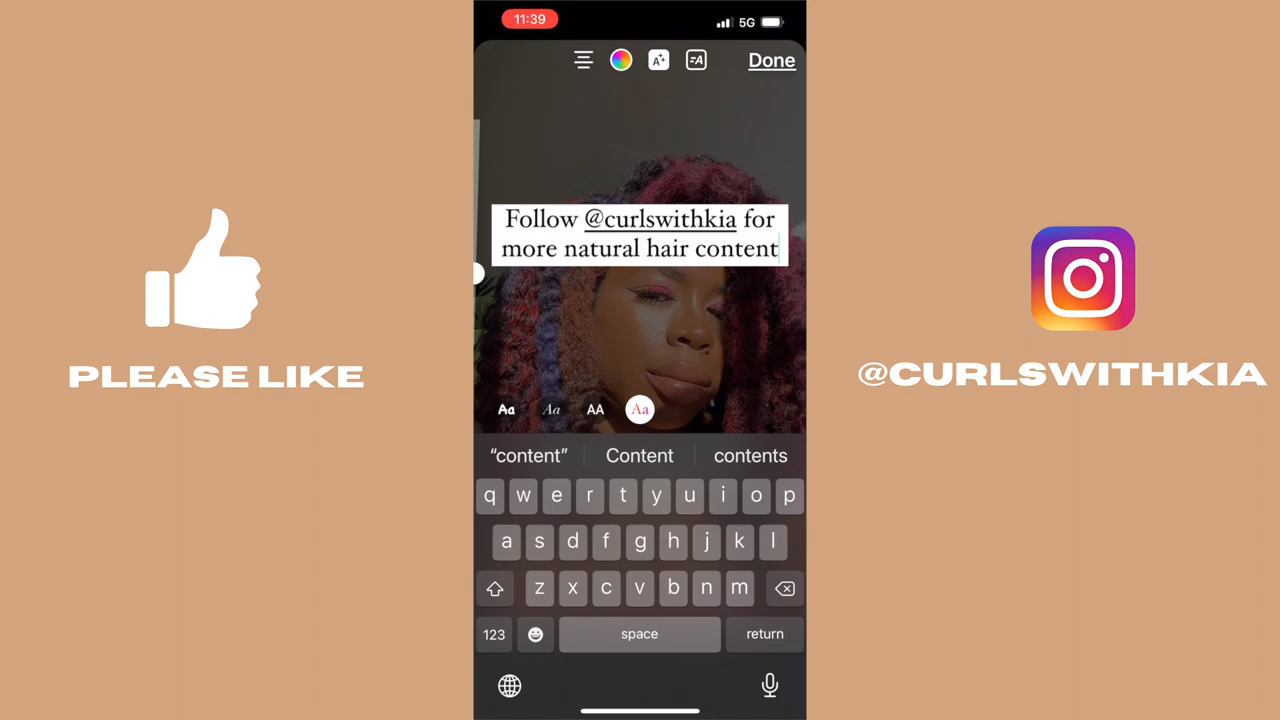 11:39
5G
Done
Follow @curlswithkia for
more natural hair content
PLEASE LIKE
@CURLSWITHKIA
Aa Aa AA Aa
“content” Content contents
q w e r t y u i o p
a s d f g h j k l
z x c v b n m
123 space return